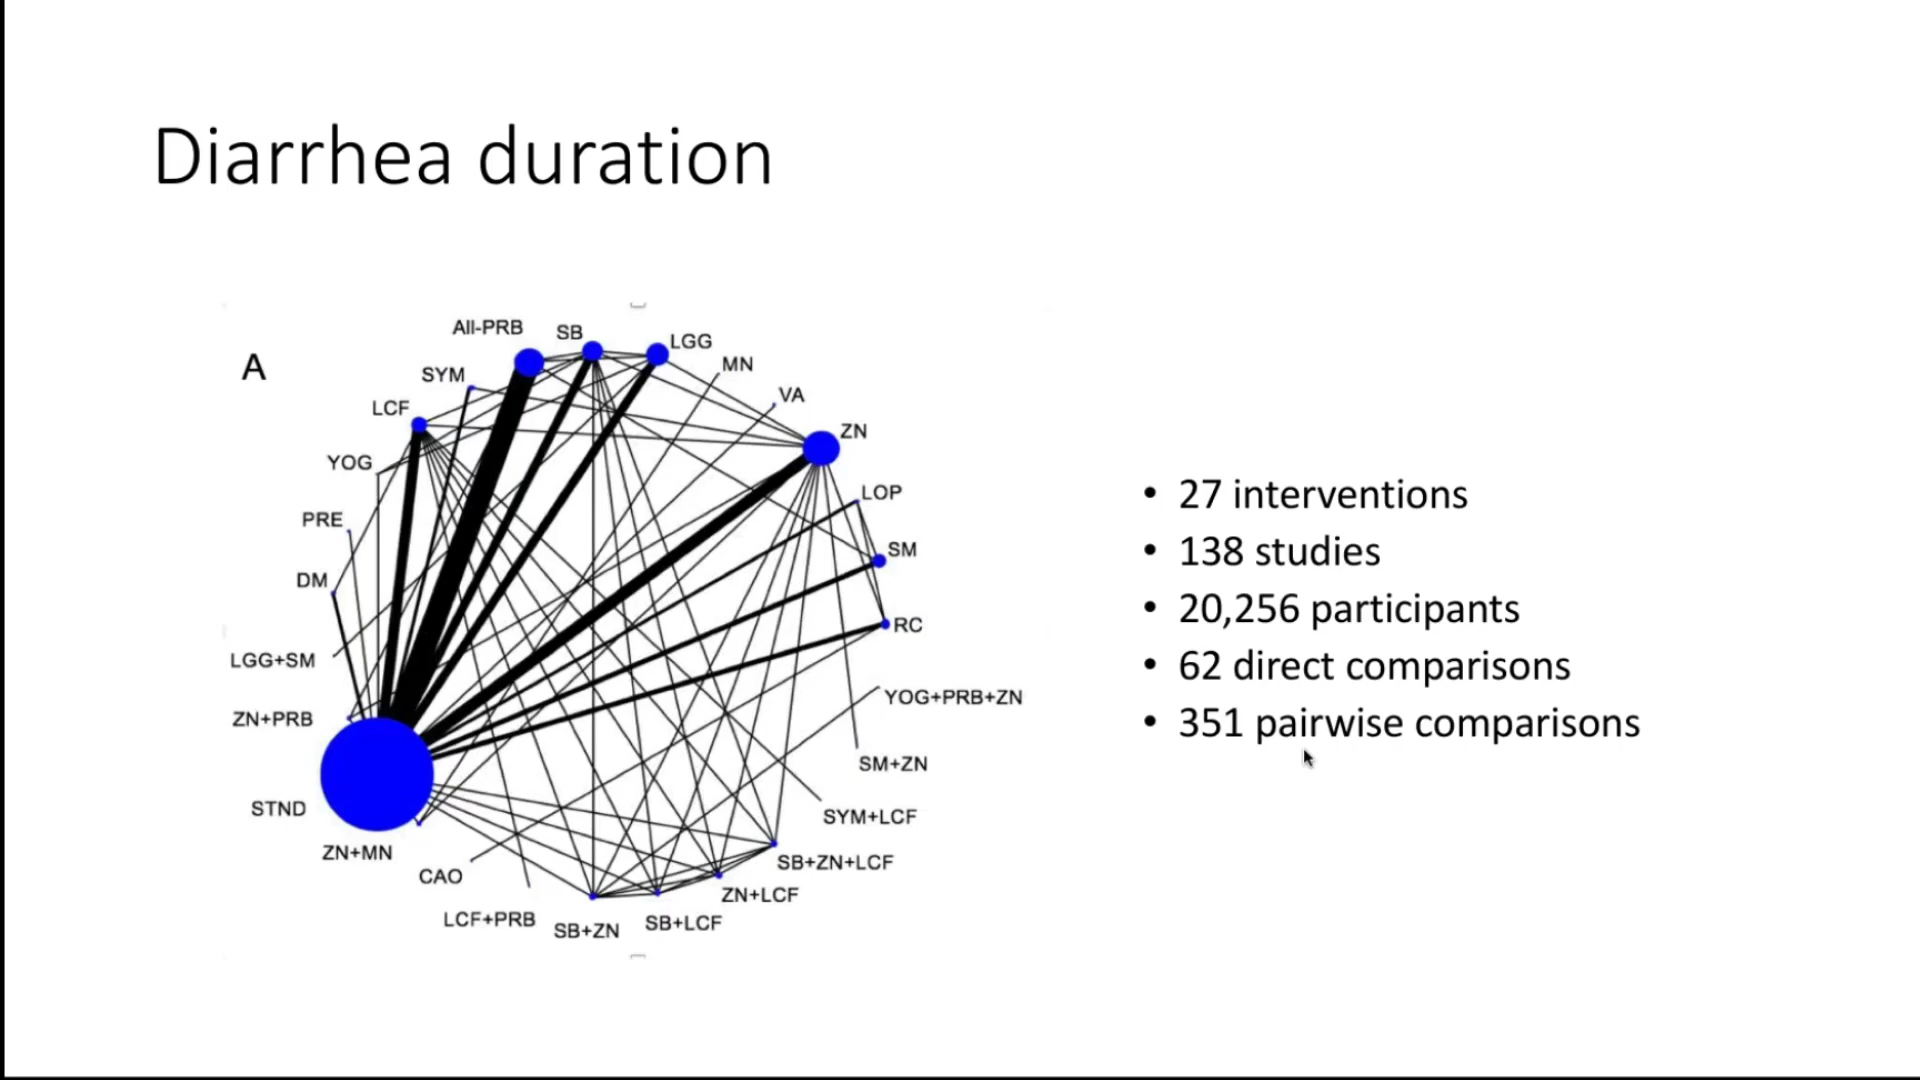 Diarrhea duration
A
All-PRB
SB
LGG
MN
VA
ZN
LOP
SM
RC
YOG+PRB+ZN
SM+ZN
SYM+LCF
SB+ZN+LCF
ZN+LCF
SB+LCF
SB+ZN
LCF+PRB
CAO
ZN+MN
STND
ZN+PRB
LGG+SM
DM
PRE
YOG
LCF
SYM
• 27 interventions
• 138 studies
• 20,256 participants
• 62 direct comparisons
• 351 pairwise comparisons